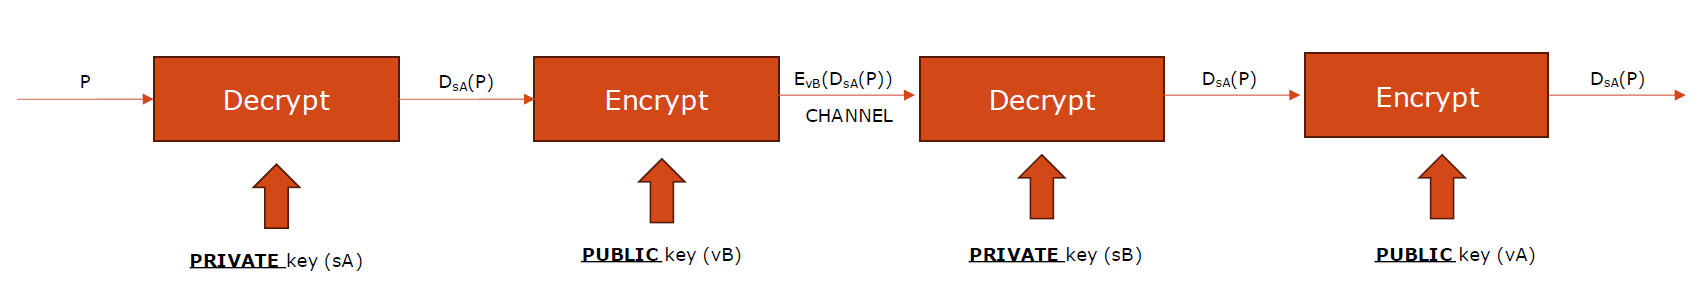 P
Decrypt
DsA(P)
Encrypt
EvB(DsA(P))
CHANNEL
Decrypt
DsA(P)
Encrypt
DsA(P)
PRIVATE key (sA)
PUBLIC key (vB)
PRIVATE key (sB)
PUBLIC key (vA)